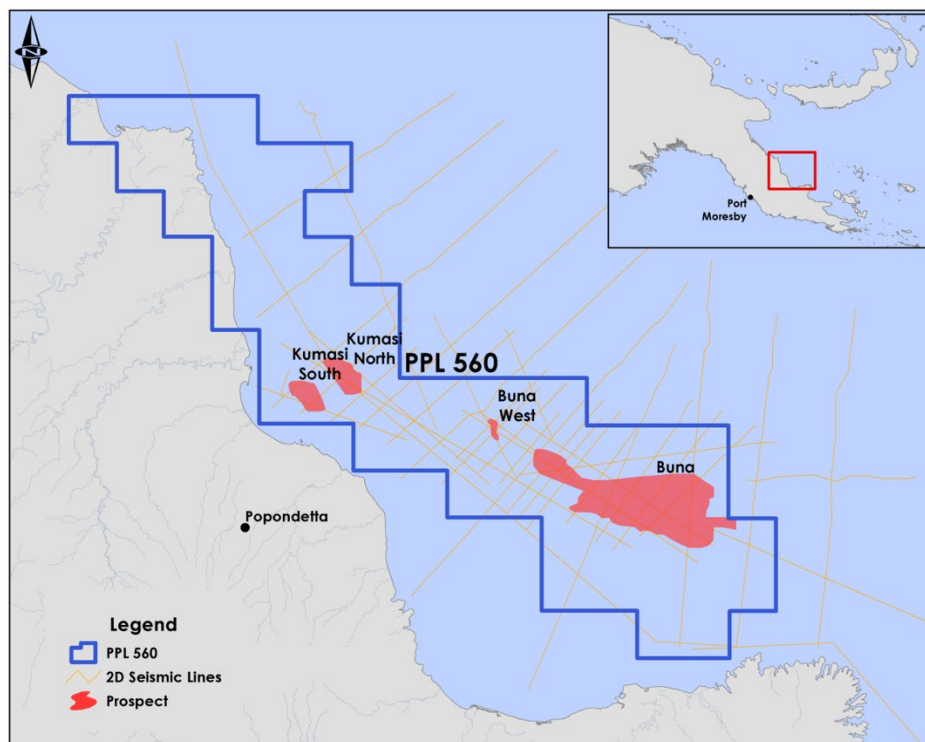 N
Port
Moresby
Kumasi
North
Kumasi
South
PPL 560
Buna
West
Buna
Popondetta
Legend
PPL 560
2D Seismic Lines
Prospect